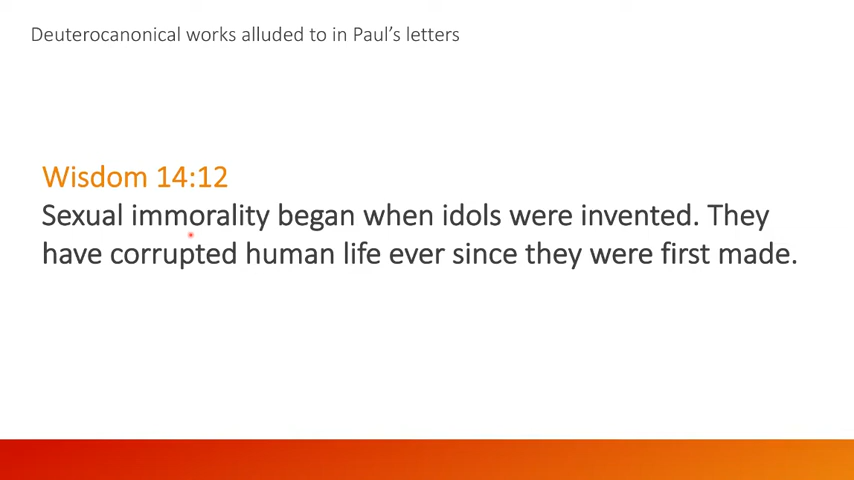 Deuterocanonical works alluded to in Paul’s letters
Wisdom 14:12
Sexual immorality began when idols were invented. They
have corrupted human life ever since they were first made.